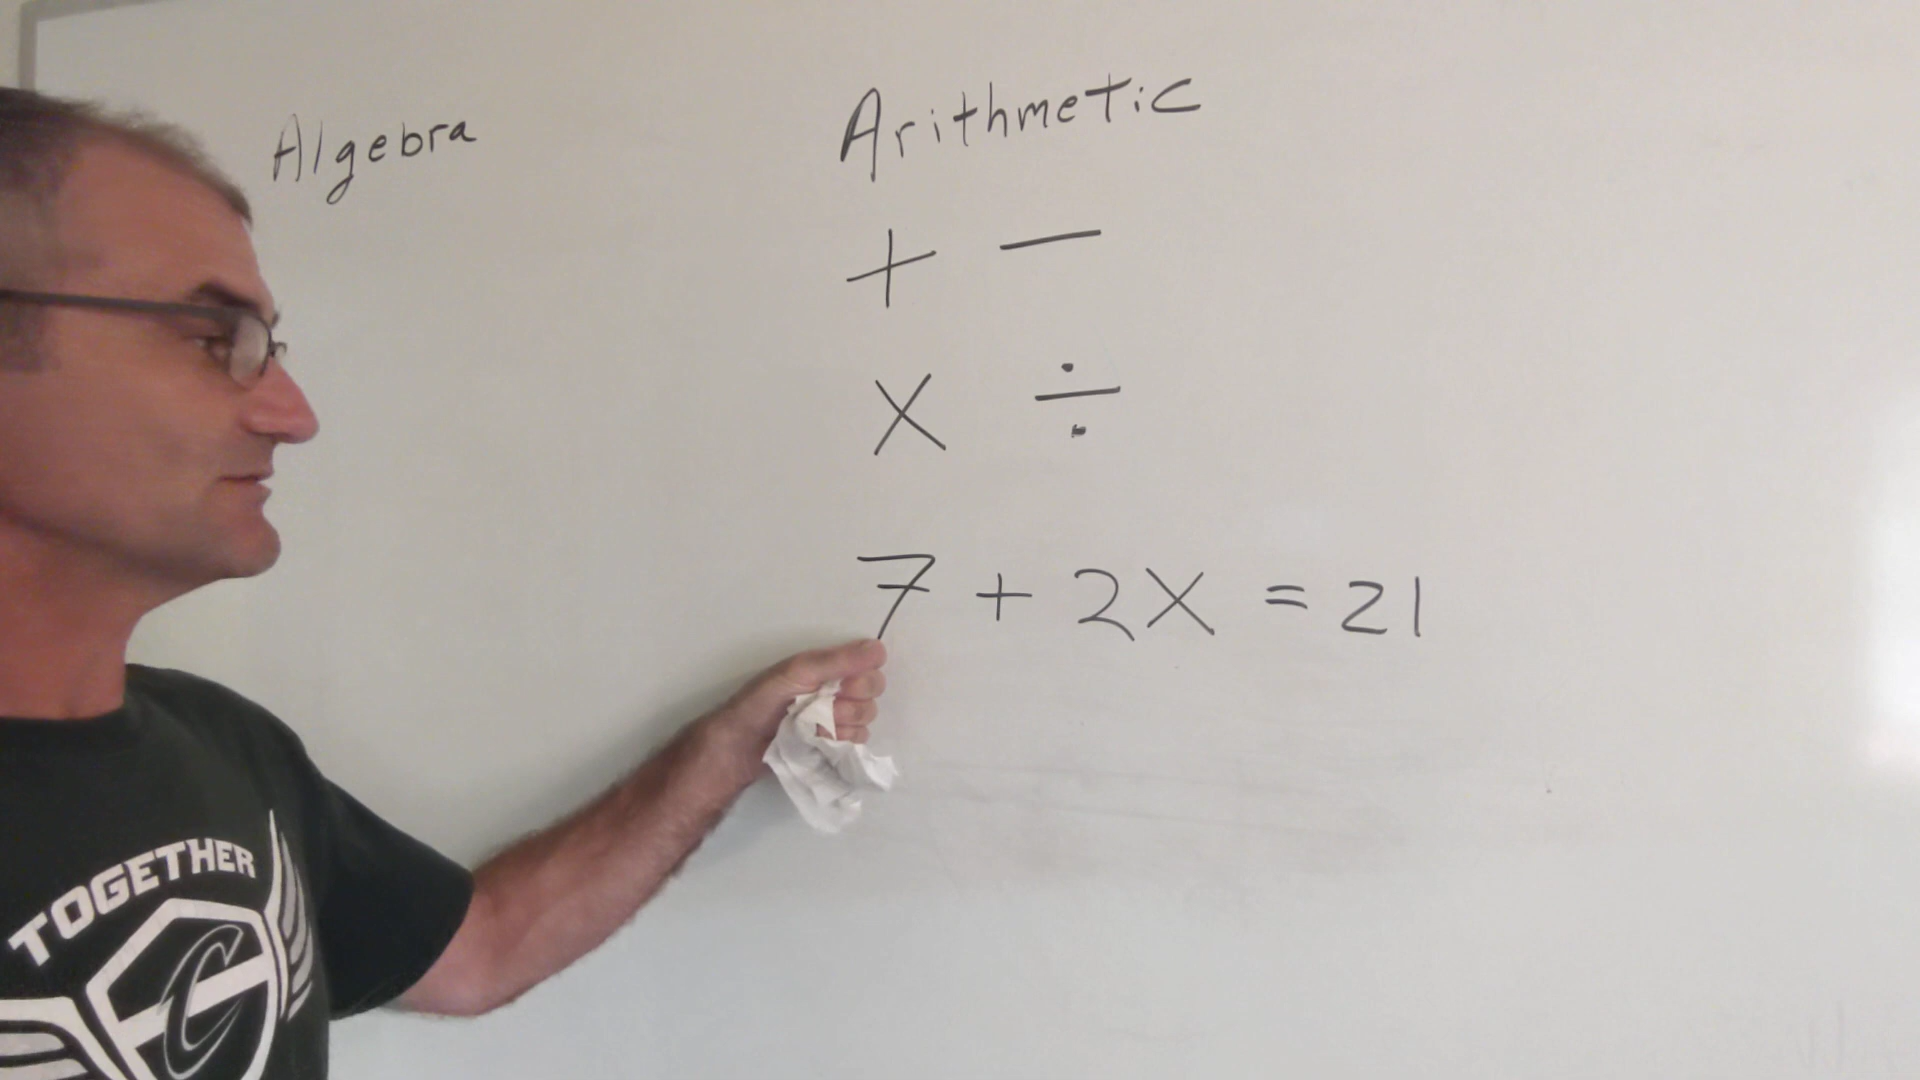 Algebra
Arithmetic
+ −
× ÷
7 + 2X = 21
TOGETHER
C